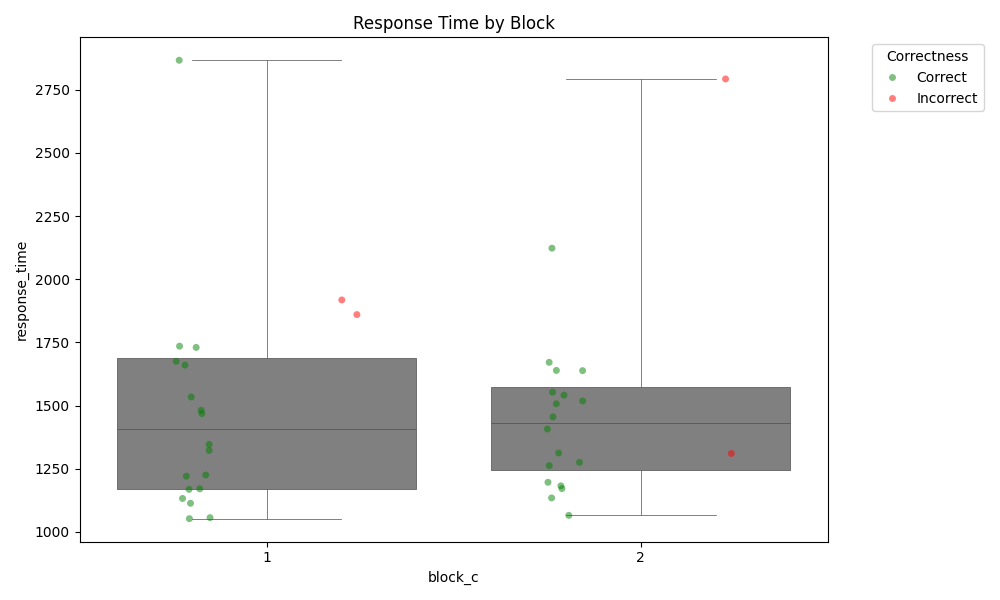 Response Time by Block
Correctness
Correct
Incorrect
response_time
2750
2500
2250
2000
1750
1500
1250
1000
1
2
block_c